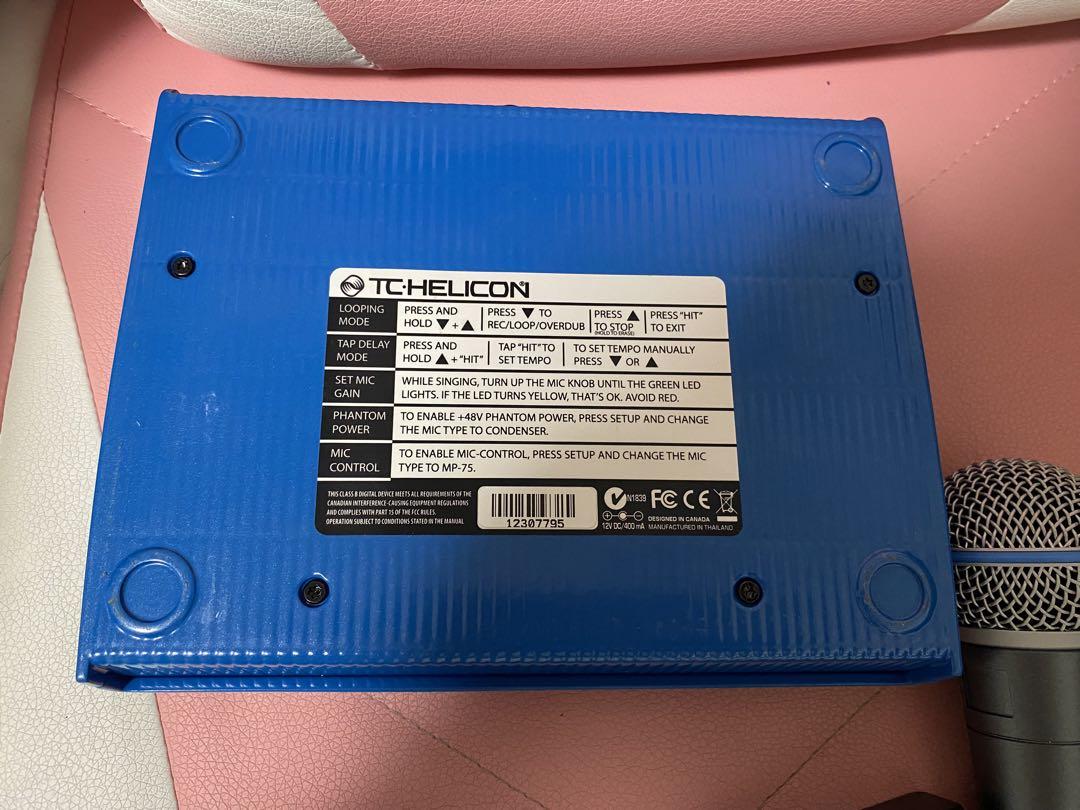 TC·HELICON®
LOOPING MODE
PRESS AND HOLD ▼ + ▲
PRESS ▼ TO REC/LOOP/OVERDUB
PRESS ▲ TO STOP (HOLD TO ERASE)
PRESS "HIT" TO EXIT
TAP DELAY MODE
PRESS AND HOLD ▲ + "HIT"
TAP "HIT" TO SET TEMPO
TO SET TEMPO MANUALLY PRESS ▼ OR ▲
SET MIC GAIN
WHILE SINGING, TURN UP THE MIC KNOB UNTIL THE GREEN LED
LIGHTS. IF THE LED TURNS YELLOW, THAT'S OK. AVOID RED.
PHANTOM POWER
TO ENABLE +48V PHANTOM POWER, PRESS SETUP AND CHANGE
THE MIC TYPE TO CONDENSER.
MIC CONTROL
TO ENABLE MIC-CONTROL, PRESS SETUP AND CHANGE THE MIC
TYPE TO MP-75.
THIS CLASS B DIGITAL DEVICE MEETS ALL REQUIREMENTS OF THE
CANADIAN INTERFERENCE-CAUSING EQUIPMENT REGULATIONS
AND COMPLIES WITH PART 15 OF THE FCC RULES.
OPERATION SUBJECT TO CONDITIONS STATED IN THE MANUAL
12307795
N1839 FC CE
12V DC/400 mA
DESIGNED IN CANADA
MANUFACTURED IN THAILAND